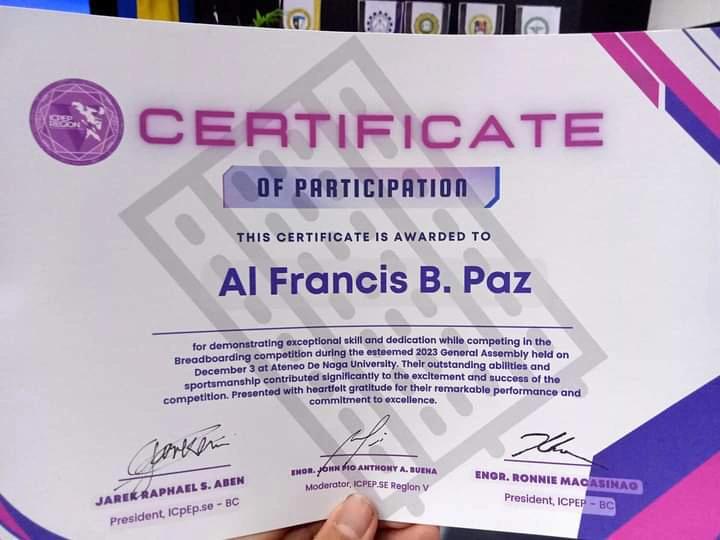 ICPEP
REGION
CERTIFICATE
OF PARTICIPATION
THIS CERTIFICATE IS AWARDED TO
Al Francis B. Paz
for demonstrating exceptional skill and dedication while competing in the
Breadboarding competition during the esteemed 2023 General Assembly held on
December 3 at Ateneo De Naga University. Their outstanding abilities and
sportsmanship contributed significantly to the excitement and success of the
competition. Presented with heartfelt gratitude for their remarkable performance and
commitment to excellence.
JAREK RAPHAEL S. ABEN
President, ICpEp.se - BC
ENGR. JOHN PIO ANTHONY A. BUENA
Moderator, ICPEP.SE Region V
ENGR. RONNIE MACASINAG
President, ICPEP - BC